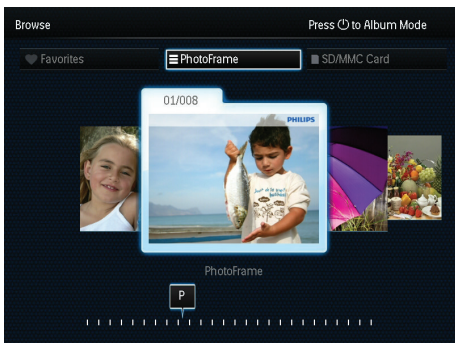 Browse
Press ⏻ to Album Mode
Favorites
PhotoFrame
SD/MMC Card
01/008
PHILIPS
PhotoFrame
P